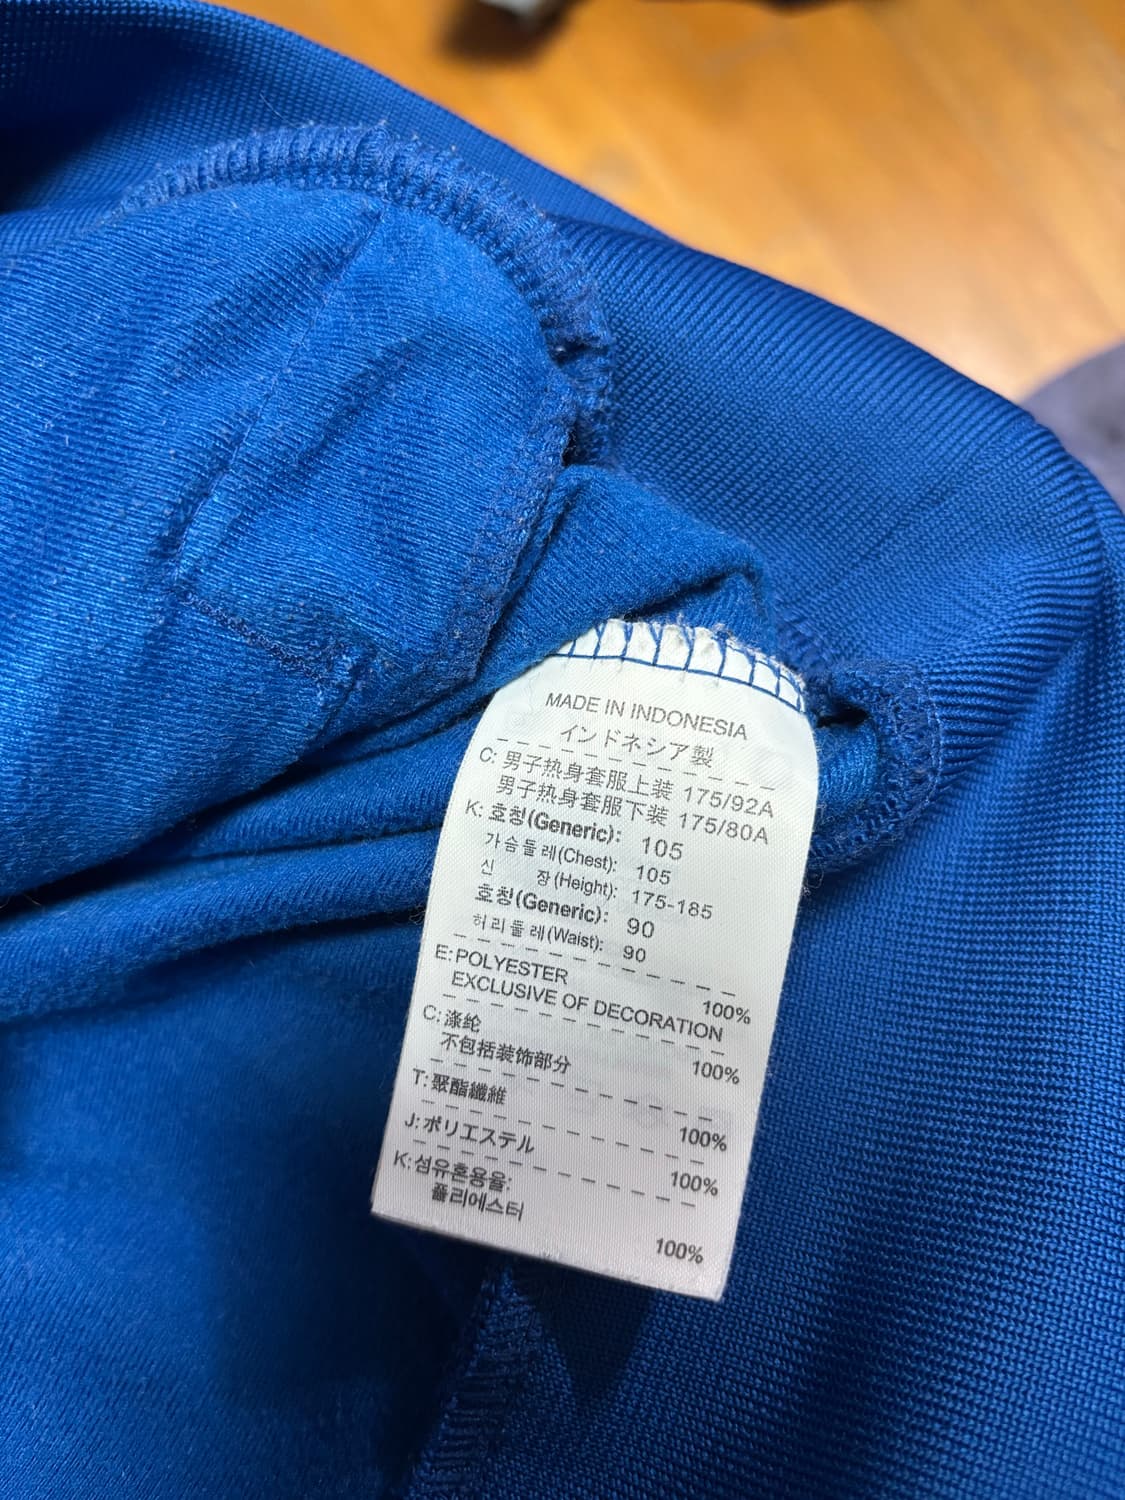 MADE IN INDONESIA
インドネシア製
C: 男子热身套服上装 175/92A
男子热身套服下装 175/80A
K: 호칭(Generic): 105
가슴둘레(Chest): 105
신 장(Height): 175-185
호칭(Generic): 90
허리둘레(Waist): 90
E: POLYESTER 100%
EXCLUSIVE OF DECORATION
C: 涤纶 100%
不包括装饰部分
T: 聚酯纖維 100%
J: ポリエステル 100%
K: 섬유혼용율:
폴리에스터 100%